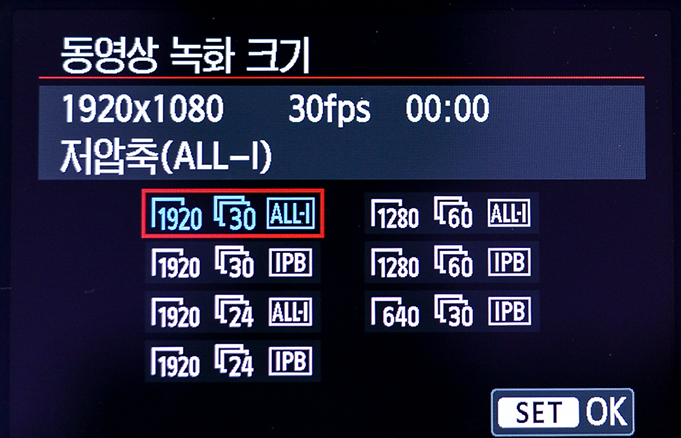 동영상 녹화 크기
1920x1080 30fps 00:00
저압축(ALL-I)
1920 30 ALL-I 1280 60 ALL-I
1920 30 IPB 1280 60 IPB
1920 24 ALL-I 640 30 IPB
1920 24 IPB
SET OK